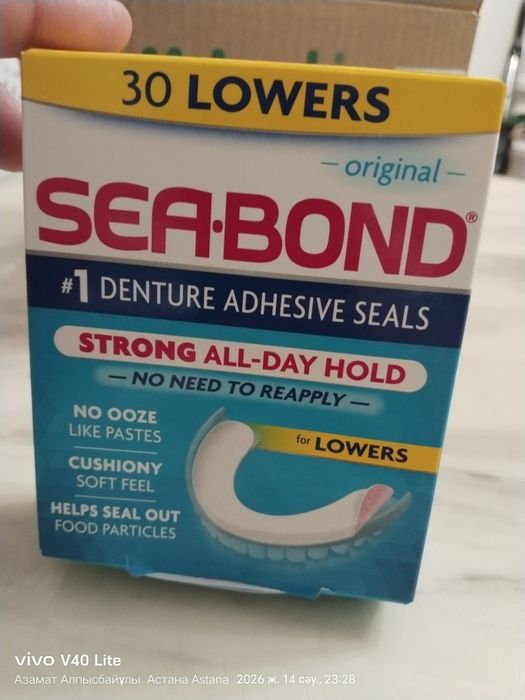 30 LOWERS
– original –
SEA·BOND®
#1 DENTURE ADHESIVE SEALS
STRONG ALL-DAY HOLD
– NO NEED TO REAPPLY –
NO OOZE
LIKE PASTES
CUSHIONY
SOFT FEEL
HELPS SEAL OUT
FOOD PARTICLES
for LOWERS
vivo V40 Lite
Азамат Алпысбайұлы Астана Astana 2026 ж. 14 сәу., 23:28